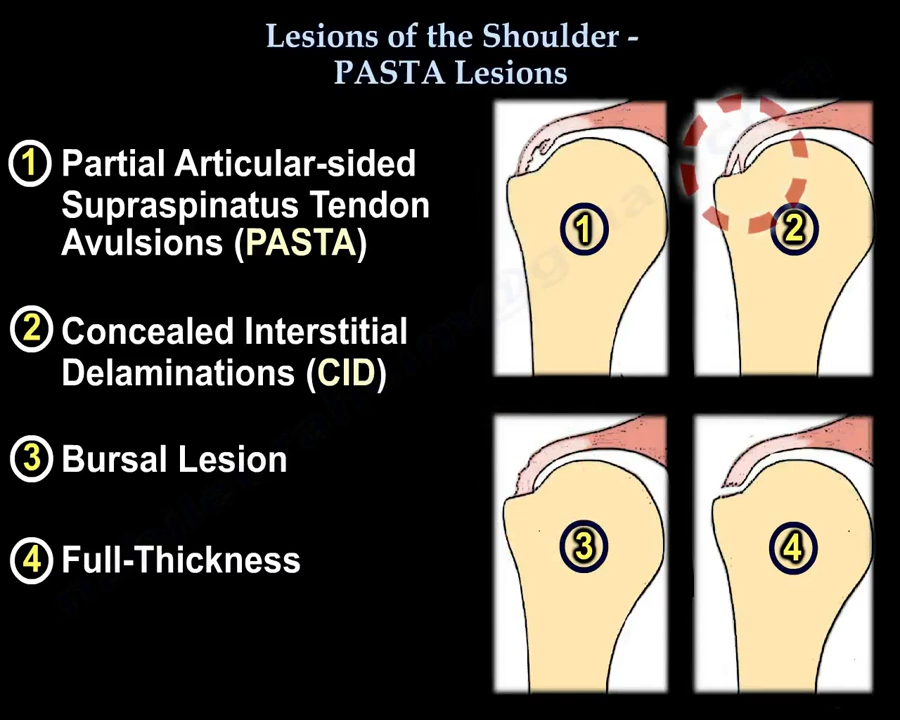 Lesions of the Shoulder -
PASTA Lesions
1 Partial Articular-sided
Supraspinatus Tendon
Avulsions (PASTA)
2 Concealed Interstitial
Delaminations (CID)
3 Bursal Lesion
4 Full-Thickness
1
2
3
4